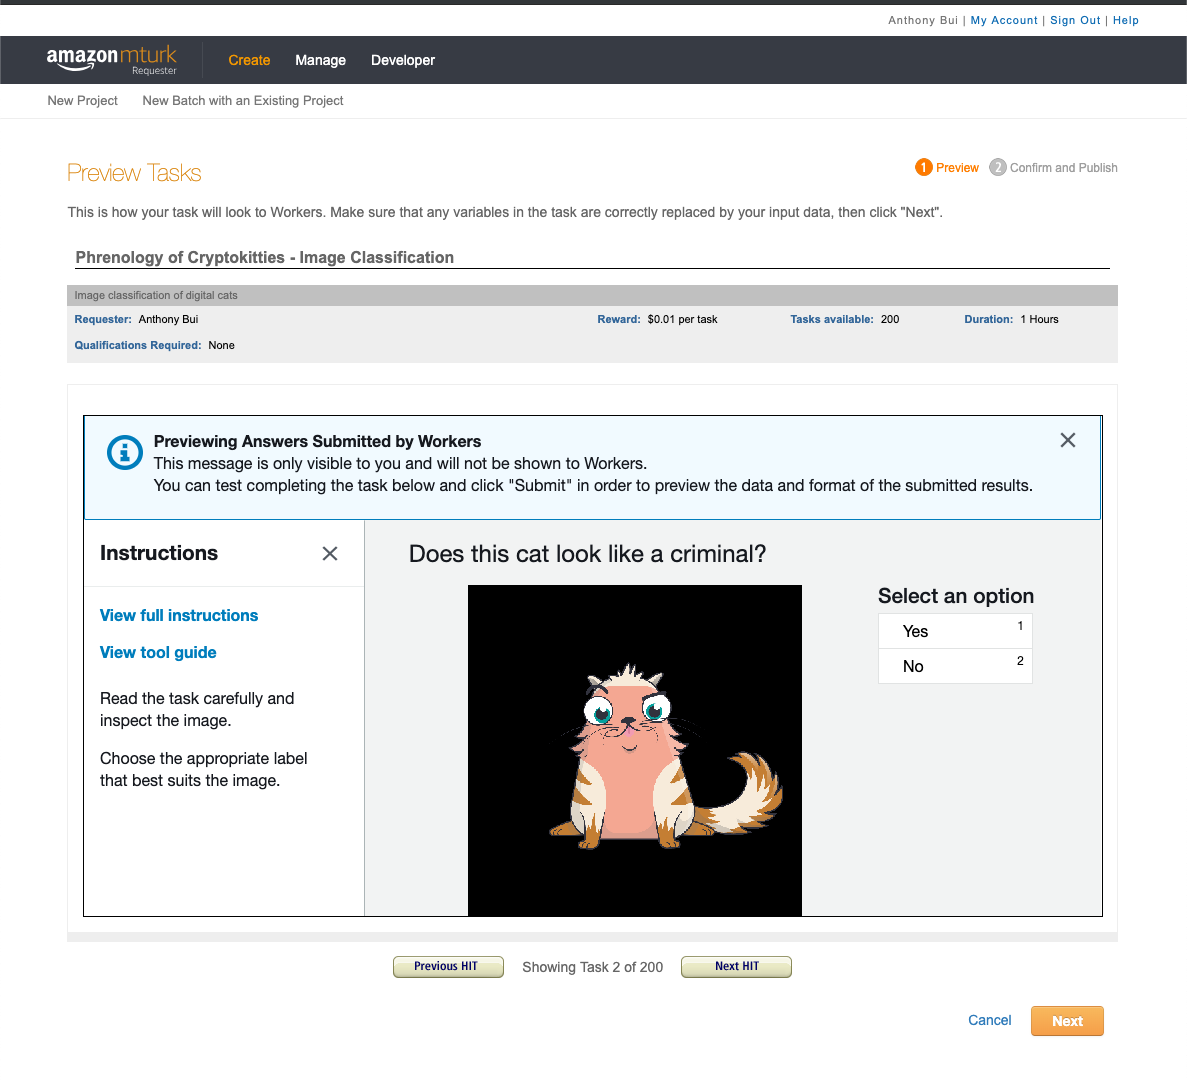 Anthony Bui | My Account | Sign Out | Help
amazon mturk
Requester
Create Manage Developer
New Project New Batch with an Existing Project
Preview Tasks
1 Preview 2 Confirm and Publish
This is how your task will look to Workers. Make sure that any variables in the task are correctly replaced by your input data, then click "Next".
Phrenology of Cryptokitties - Image Classification
Image classification of digital cats
Requester: Anthony Bui Reward: $0.01 per task Tasks available: 200 Duration: 1 Hours
Qualifications Required: None
Previewing Answers Submitted by Workers
This message is only visible to you and will not be shown to Workers.
You can test completing the task below and click "Submit" in order to preview the data and format of the submitted results.
Instructions
View full instructions
View tool guide
Read the task carefully and
inspect the image.
Choose the appropriate label
that best suits the image.
Does this cat look like a criminal?
Select an option
Yes 1
No 2
Previous HIT Showing Task 2 of 200 Next HIT
Cancel Next